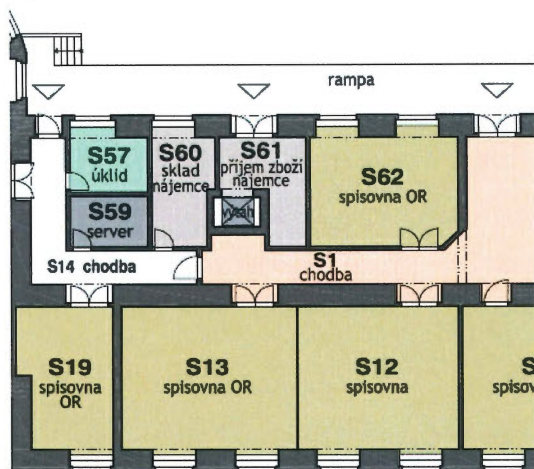 rampa
S57
úklid
S60
sklad
nájemce
S61
příjem zboží
nájemce
výtah
S62
spisovna OR
S59
server
S14 chodba
S1
chodba
S19
spisovna
OR
S13
spisovna OR
S12
spisovna